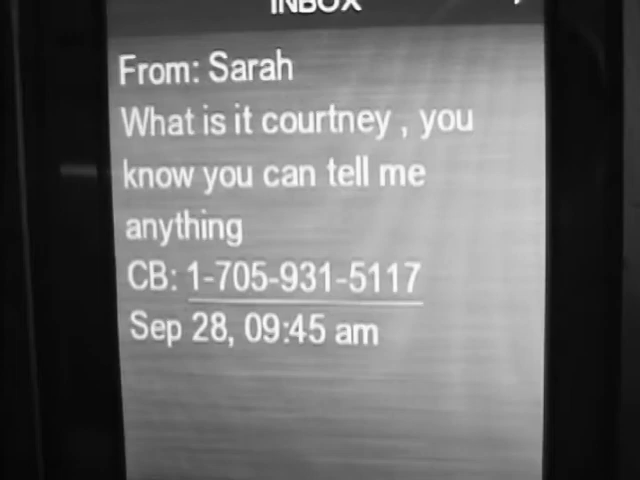 INBOX
From: Sarah
What is it courtney , you
know you can tell me
anything
CB: 1-705-931-5117
Sep 28, 09:45 am